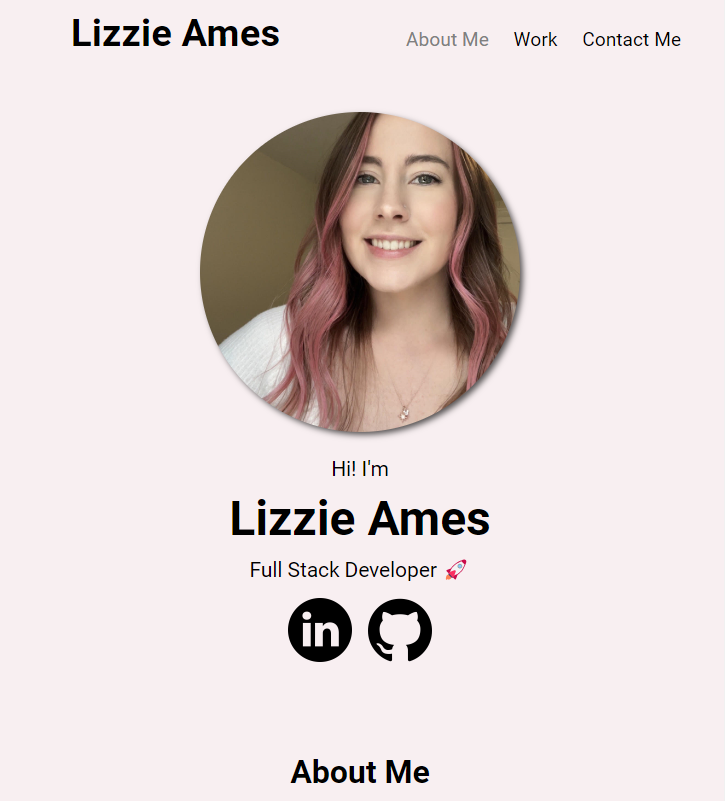 Lizzie Ames
About Me Work Contact Me
Hi! I'm
Lizzie Ames
Full Stack Developer 🚀
in
About Me